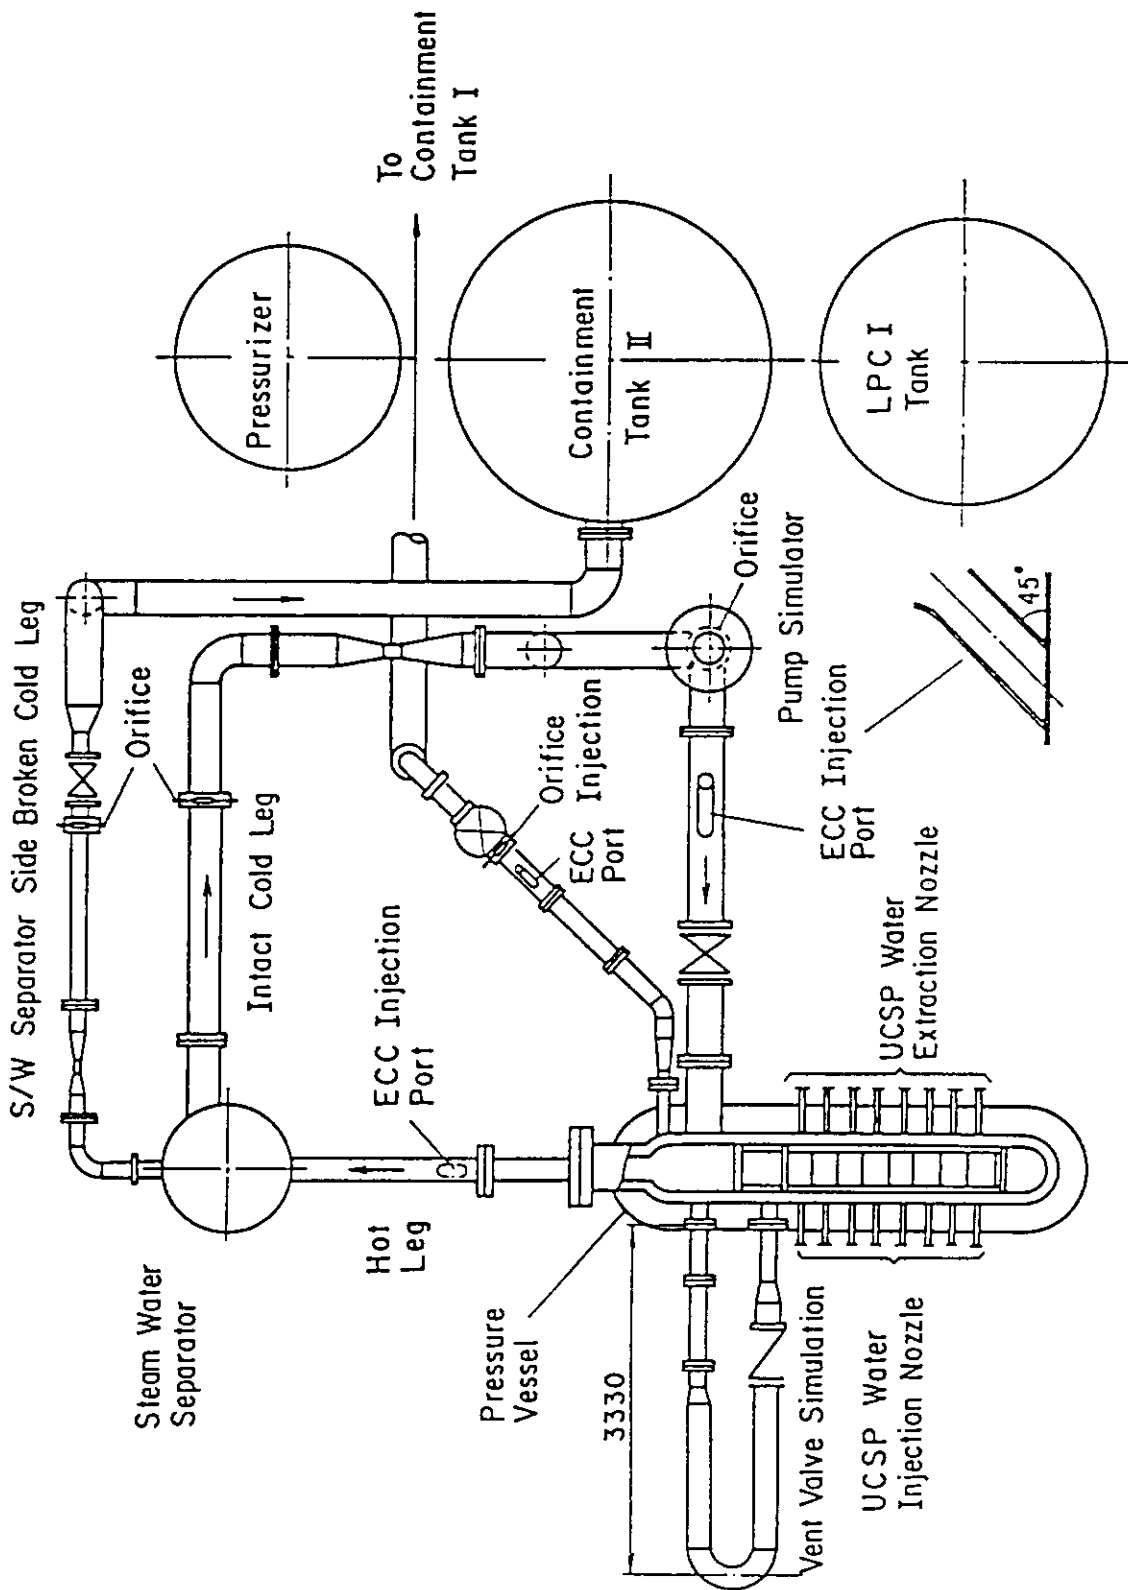 S/W Separator Side Broken Cold Leg
Orifice
Steam Water
Separator
Intact Cold Leg
Hot
Leg
ECC Injection
Port
Pressurizer
To
Containment
Tank I
Containment
Tank II
LPC I
Tank
Orifice
ECC Injection
Port
Orifice
Pump Simulator
ECC Injection
Port
45°
Pressure
Vessel
3330
Vent Valve Simulation
UCSP Water
Injection Nozzle
UCSP Water
Extraction Nozzle